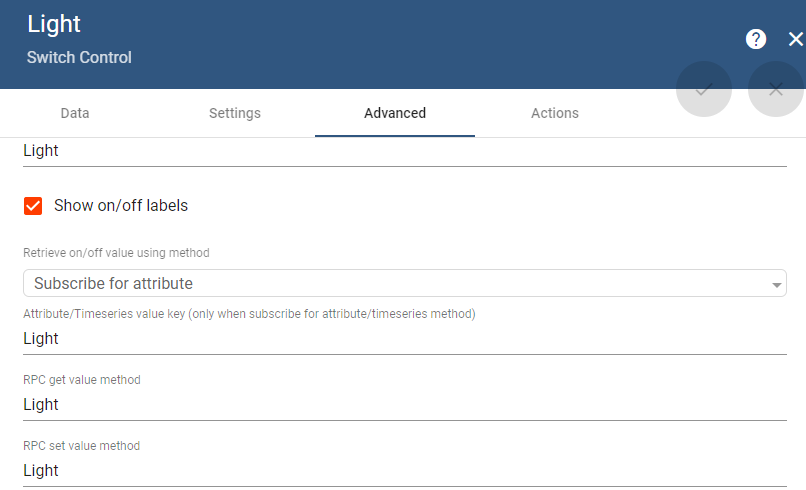 Light
Switch Control
?
Data
Settings
Advanced
Actions
Light
Show on/off labels
Retrieve on/off value using method
Subscribe for attribute
Attribute/Timeseries value key (only when subscribe for attribute/timeseries method)
Light
RPC get value method
Light
RPC set value method
Light